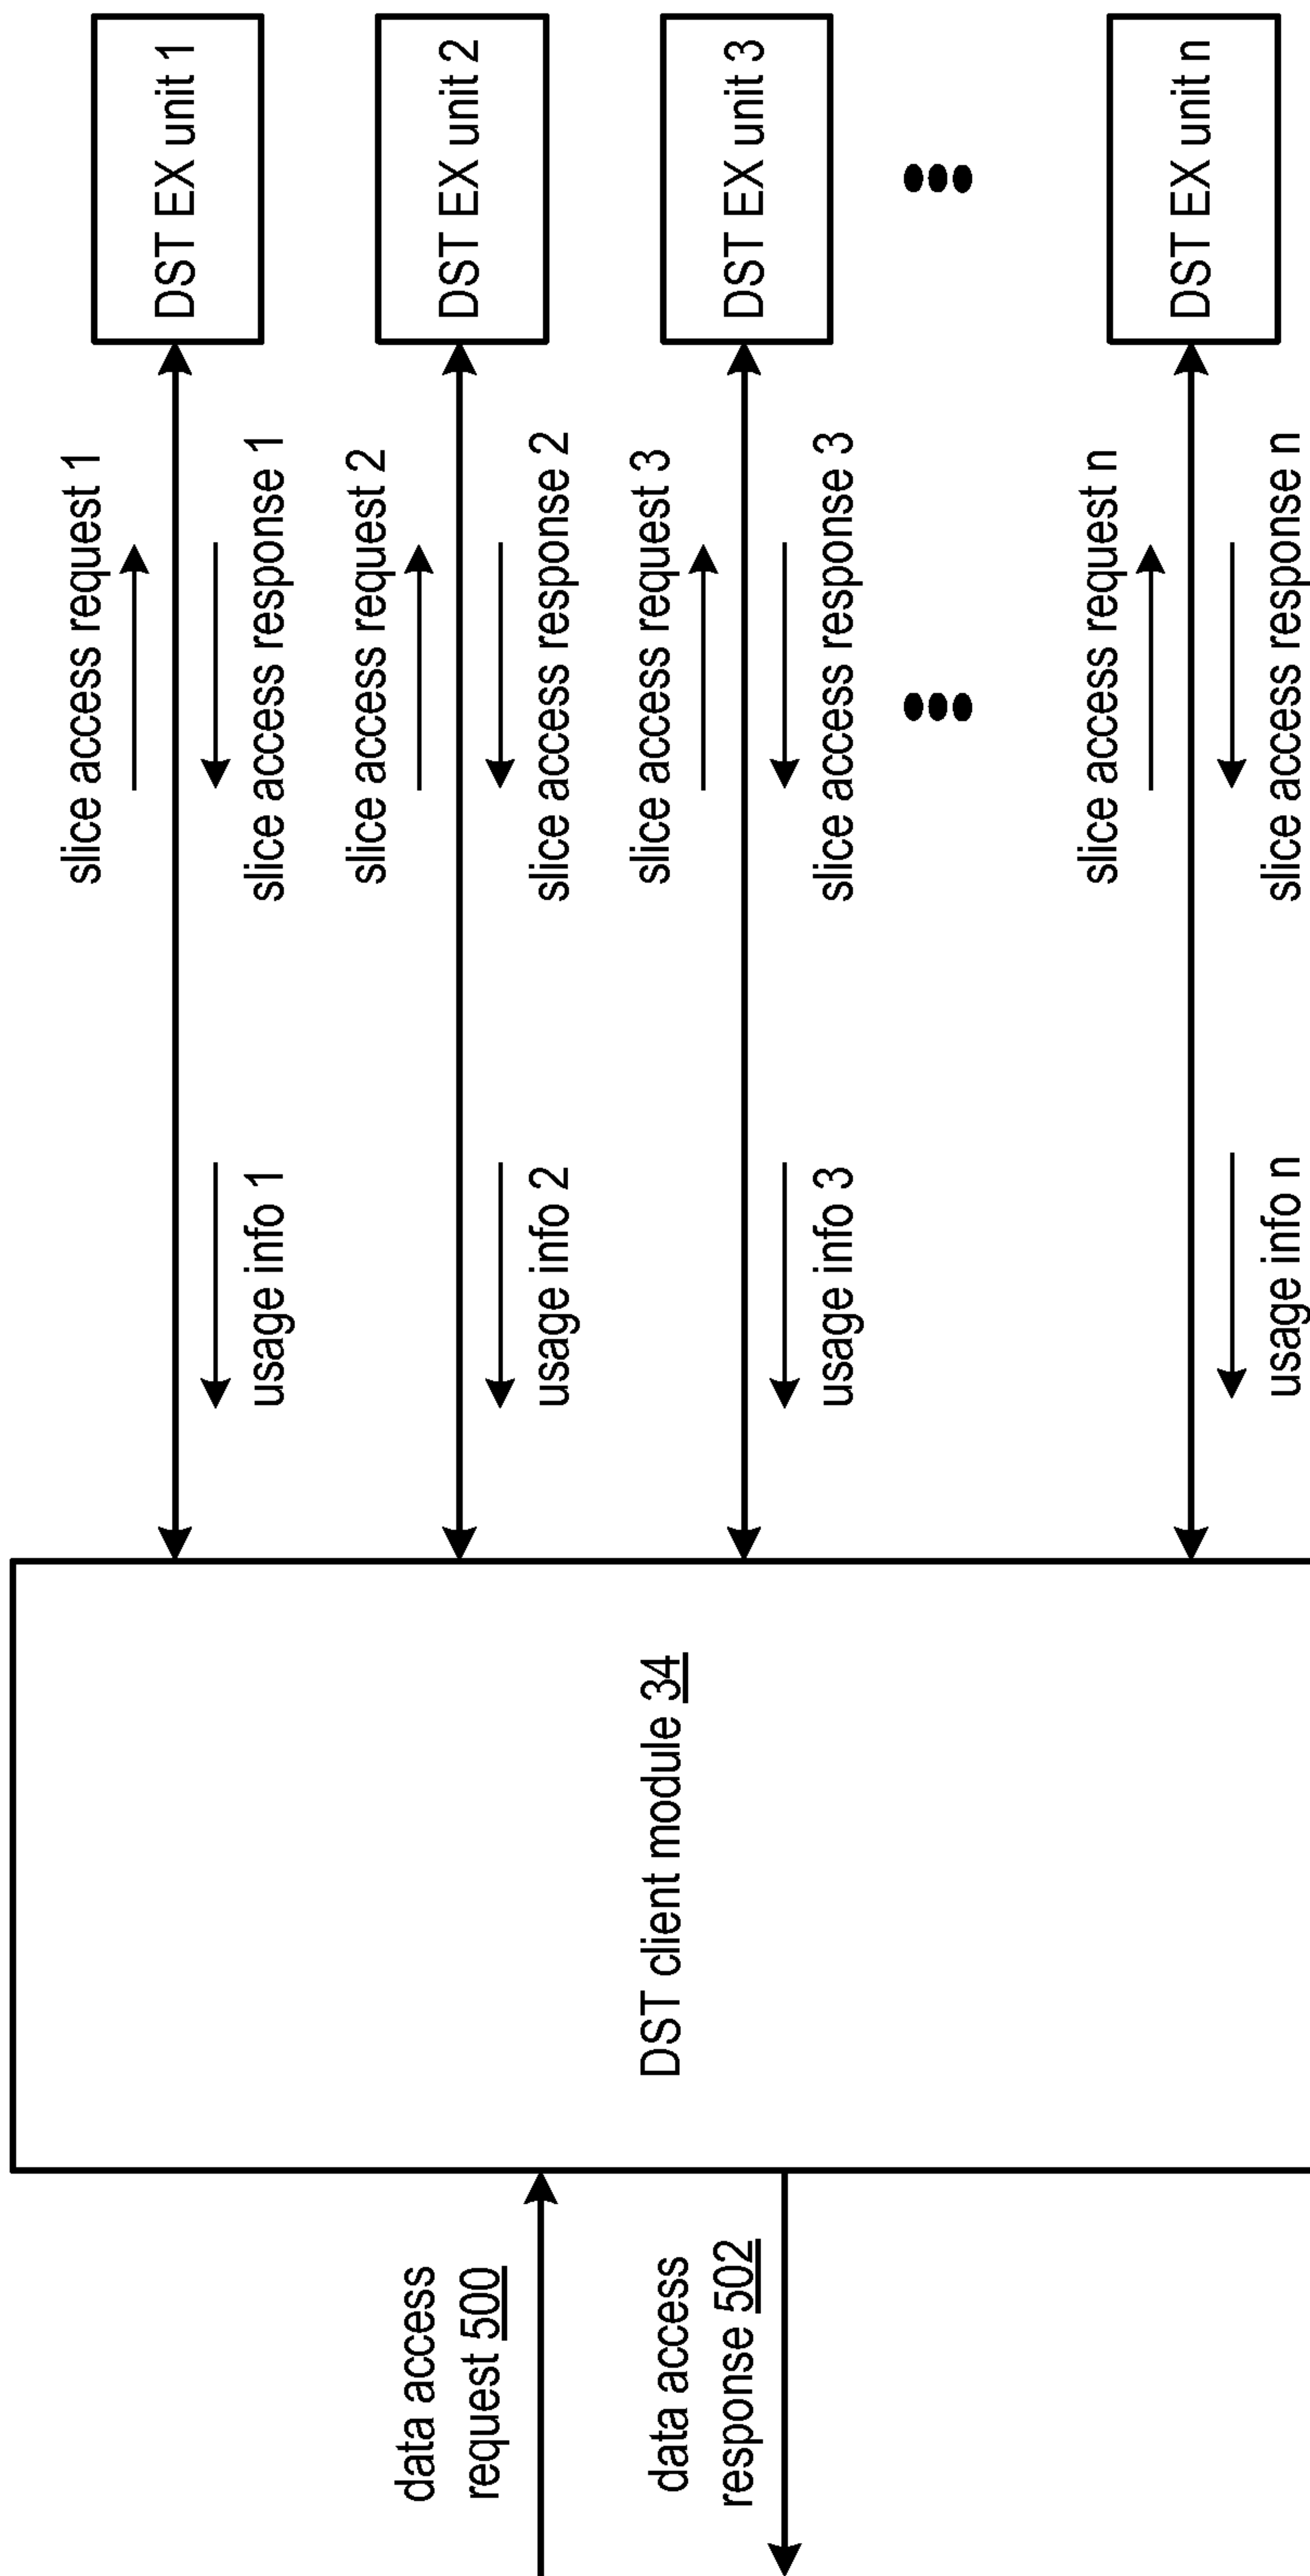 data access
request 500
data access
response 502
DST client module 34
usage info 1
slice access request 1
slice access response 1
DST EX unit 1
usage info 2
slice access request 2
slice access response 2
DST EX unit 2
usage info 3
slice access request 3
slice access response 3
DST EX unit 3
usage info n
slice access request n
slice access response n
DST EX unit n